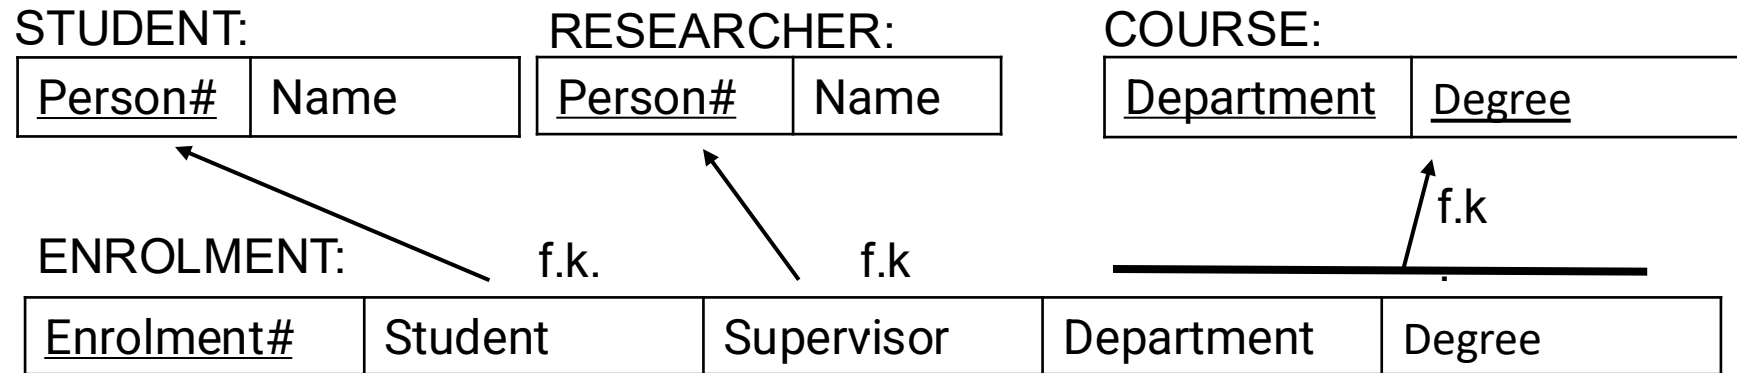 STUDENT: RESEARCHER: COURSE:
Person# Name Person# Name Department Degree
f.k
ENROLMENT: f.k. f.k .
Enrolment# Student Supervisor Department Degree